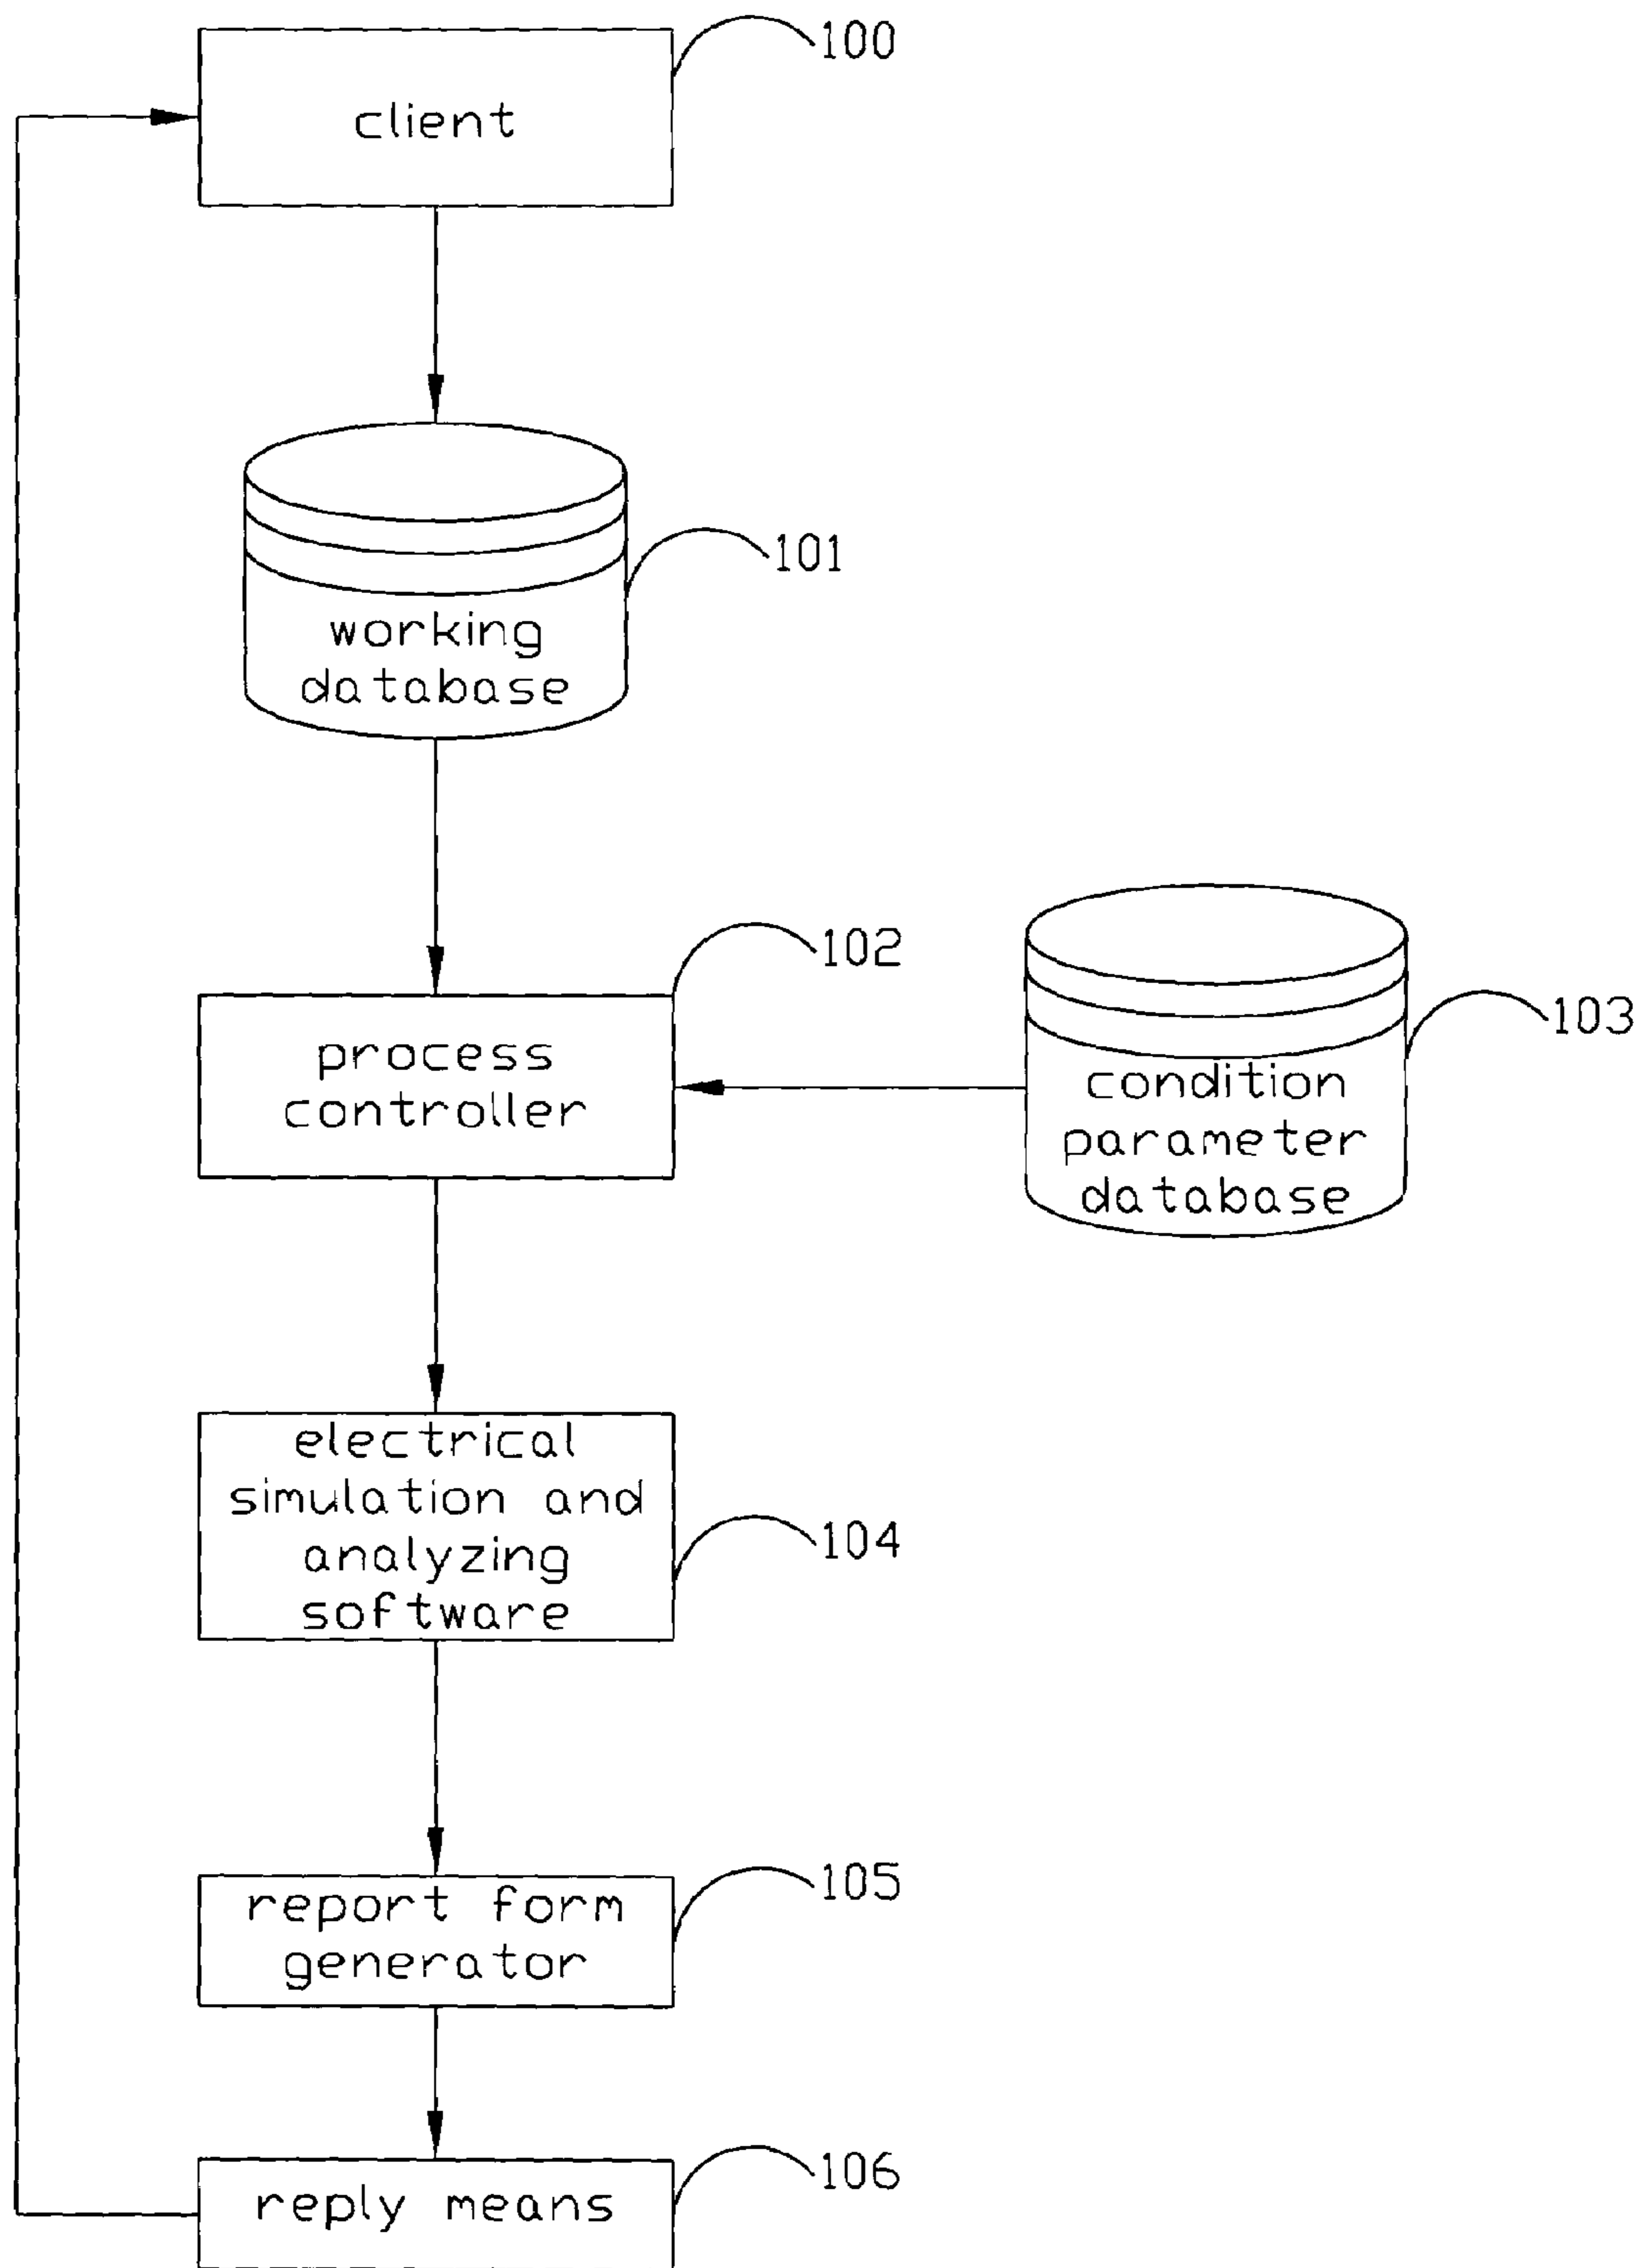 100
client
101
working
database
102
process
controller
103
condition
parameter
database
electrical
simulation and
analyzing
software
104
105
report form
generator
106
reply means